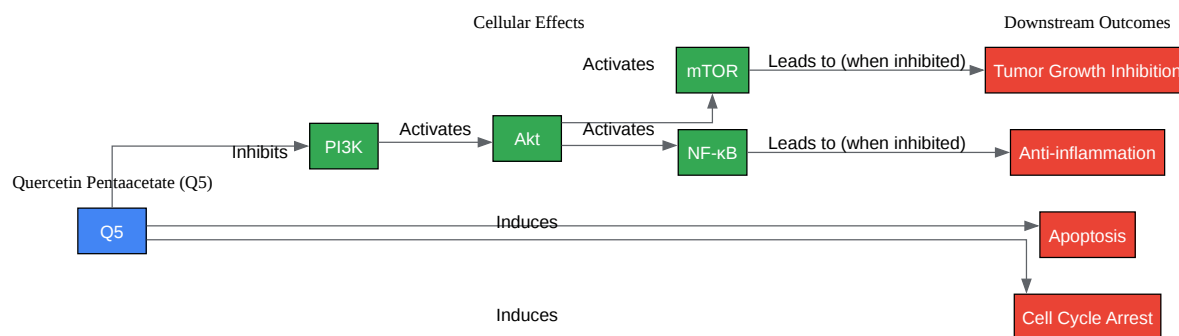 Cellular Effects
Downstream Outcomes
Activates
mTOR
Leads to (when inhibited)
Tumor Growth Inhibition
Inhibits
PI3K
Activates
Akt
Activates
NF-κB
Leads to (when inhibited)
Anti-inflammation
Quercetin Pentaacetate (Q5)
Q5
Induces
Apoptosis
Induces
Cell Cycle Arrest